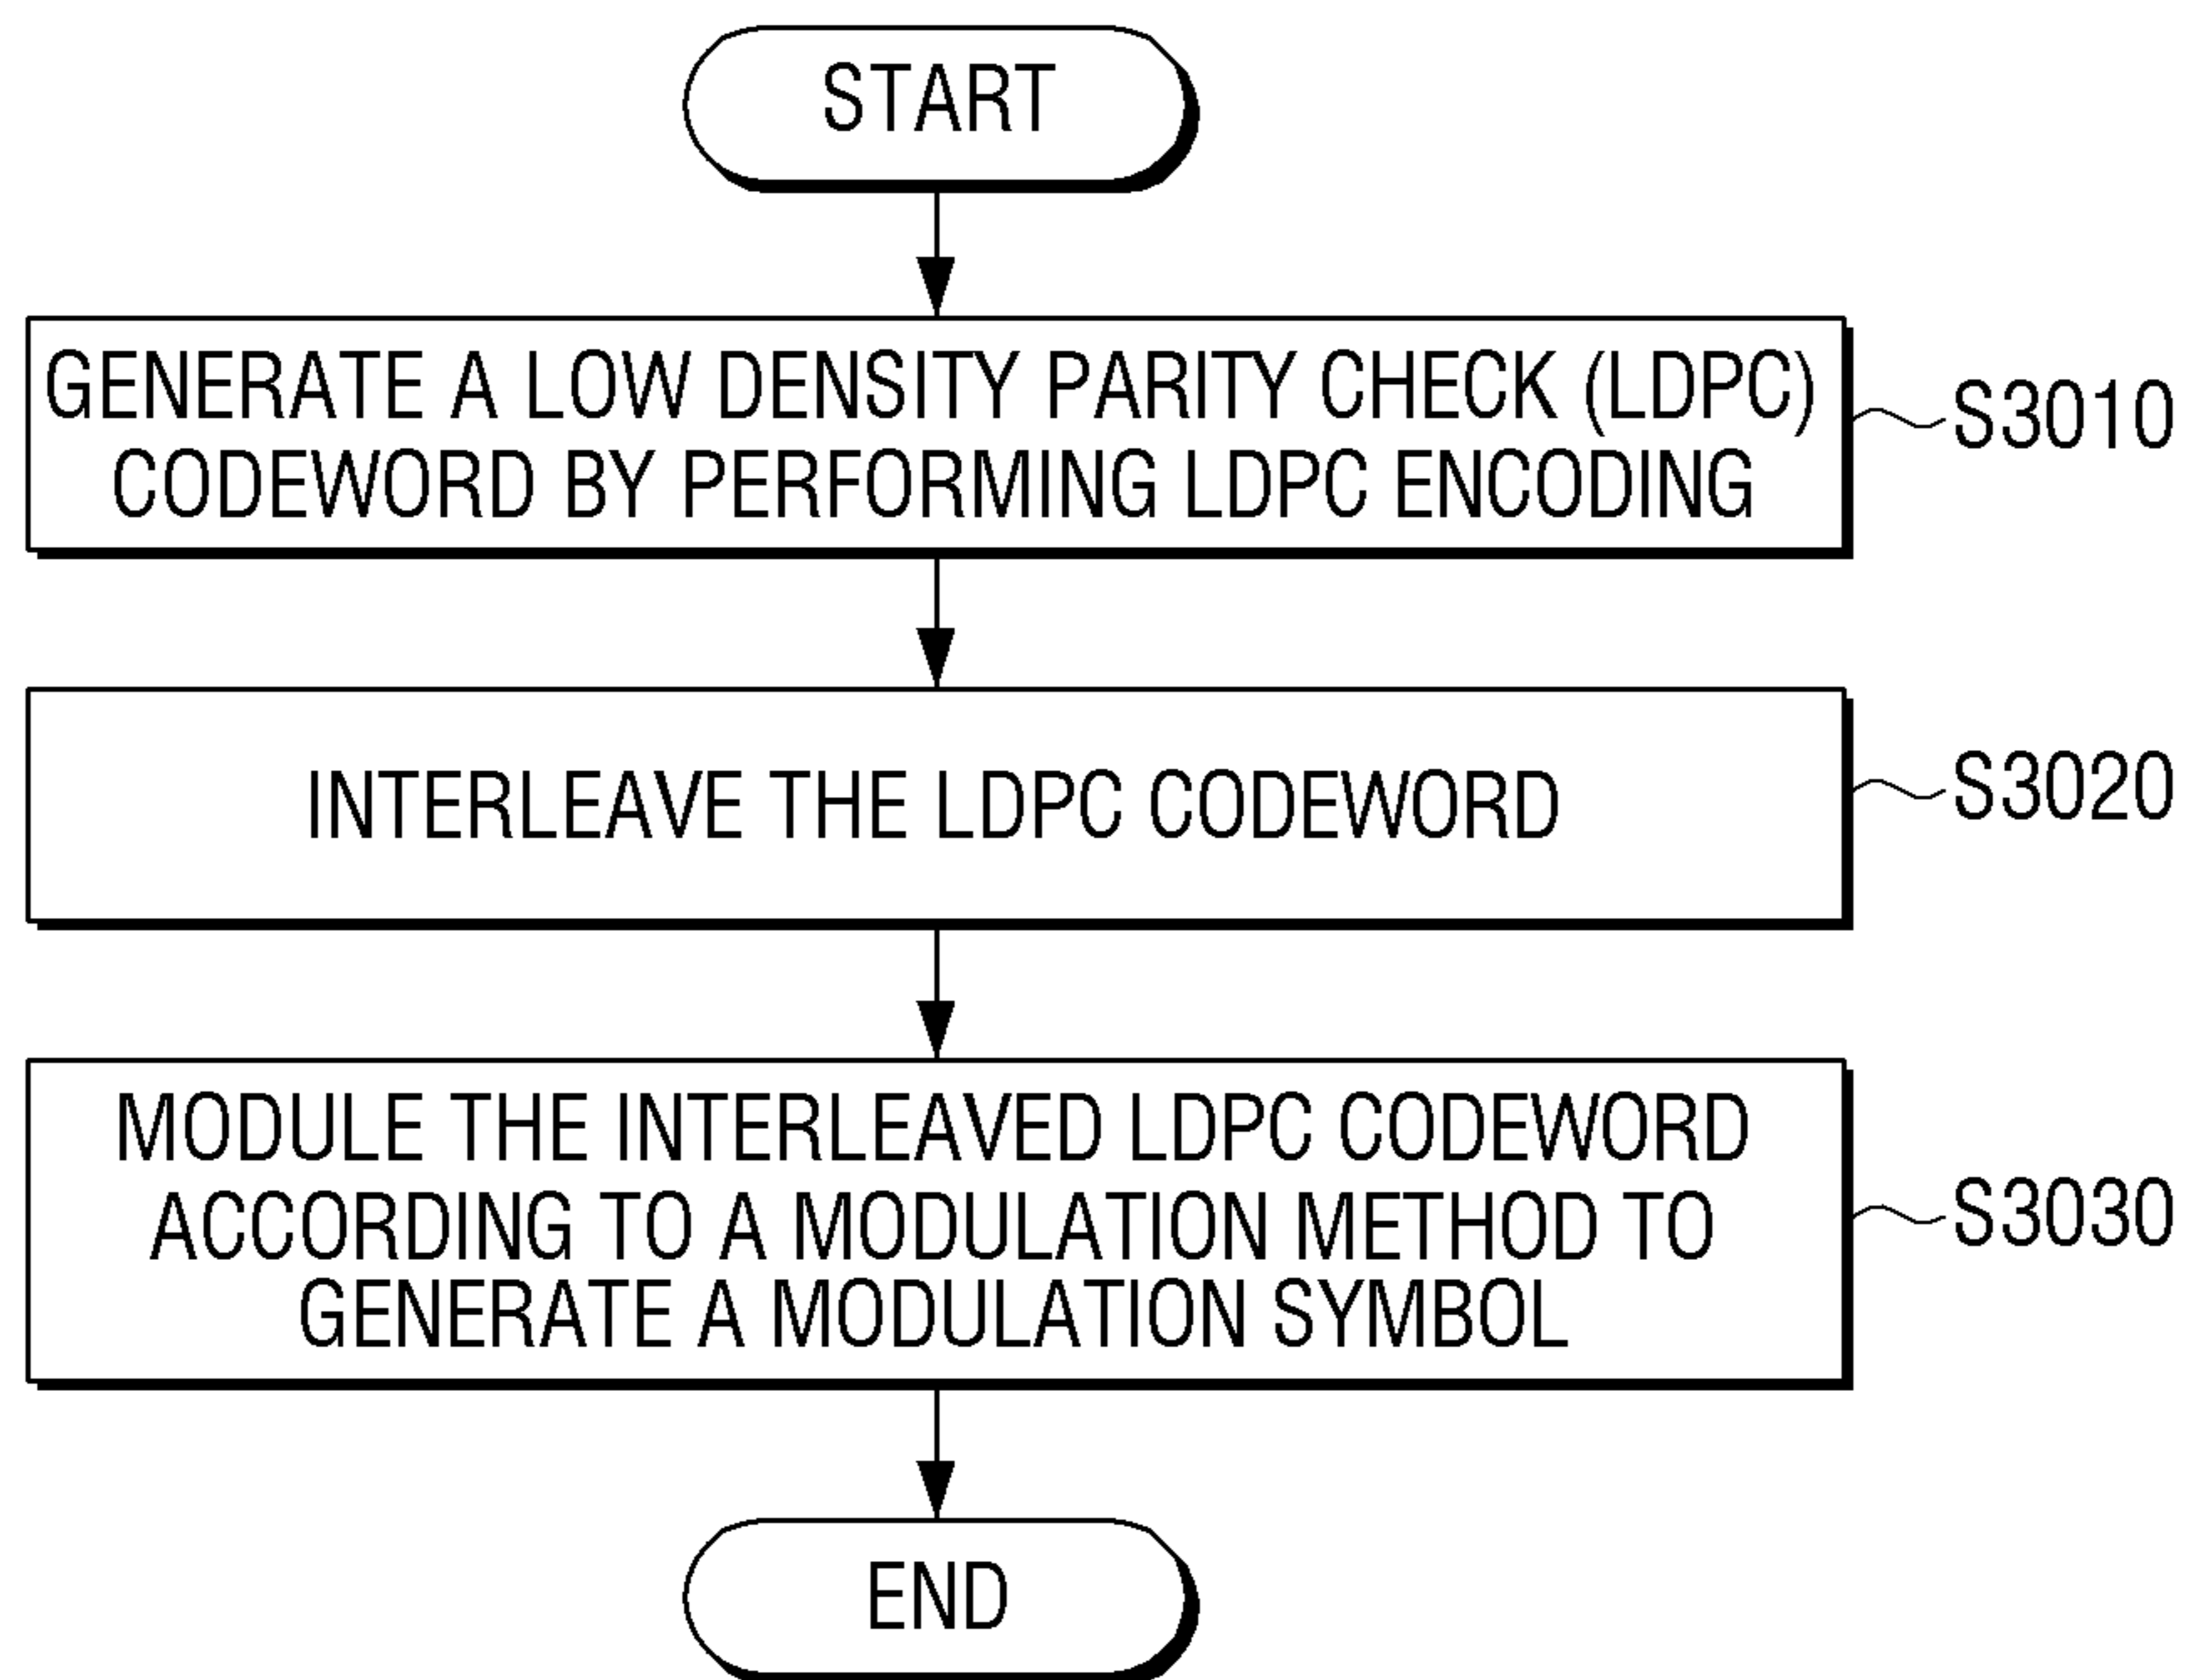 START
GENERATE A LOW DENSITY PARITY CHECK (LDPC)
CODEWORD BY PERFORMING LDPC ENCODING
S3010
INTERLEAVE THE LDPC CODEWORD
S3020
MODULE THE INTERLEAVED LDPC CODEWORD
ACCORDING TO A MODULATION METHOD TO
GENERATE A MODULATION SYMBOL
S3030
END